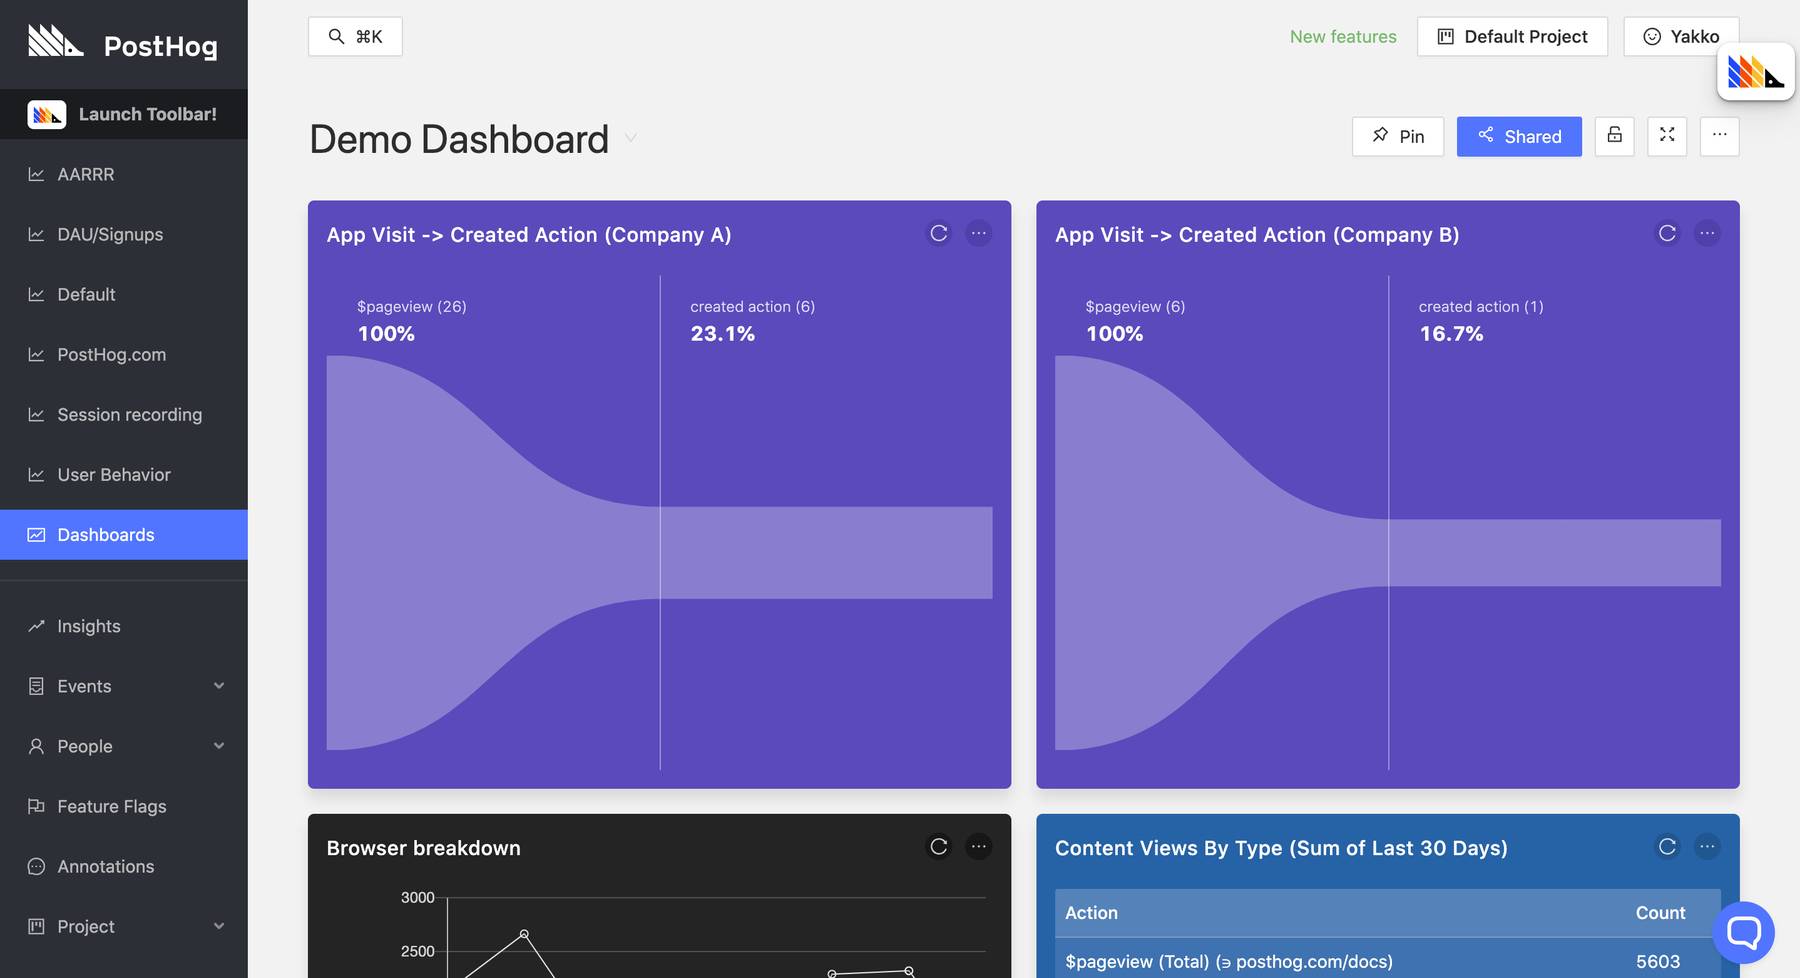 PostHog
Launch Toolbar!
AARRR
DAU/Signups
Default
PostHog.com
Session recording
User Behavior
Dashboards
Insights
Events
People
Feature Flags
Annotations
Project
⌘K
New features
Default Project
Yakko
Demo Dashboard
Pin
Shared
App Visit -> Created Action (Company A)
$pageview (26)
100%
created action (6)
23.1%
App Visit -> Created Action (Company B)
$pageview (6)
100%
created action (1)
16.7%
Browser breakdown
3000
2500
Content Views By Type (Sum of Last 30 Days)
Action Count
$pageview (Total) (∋ posthog.com/docs) 5603